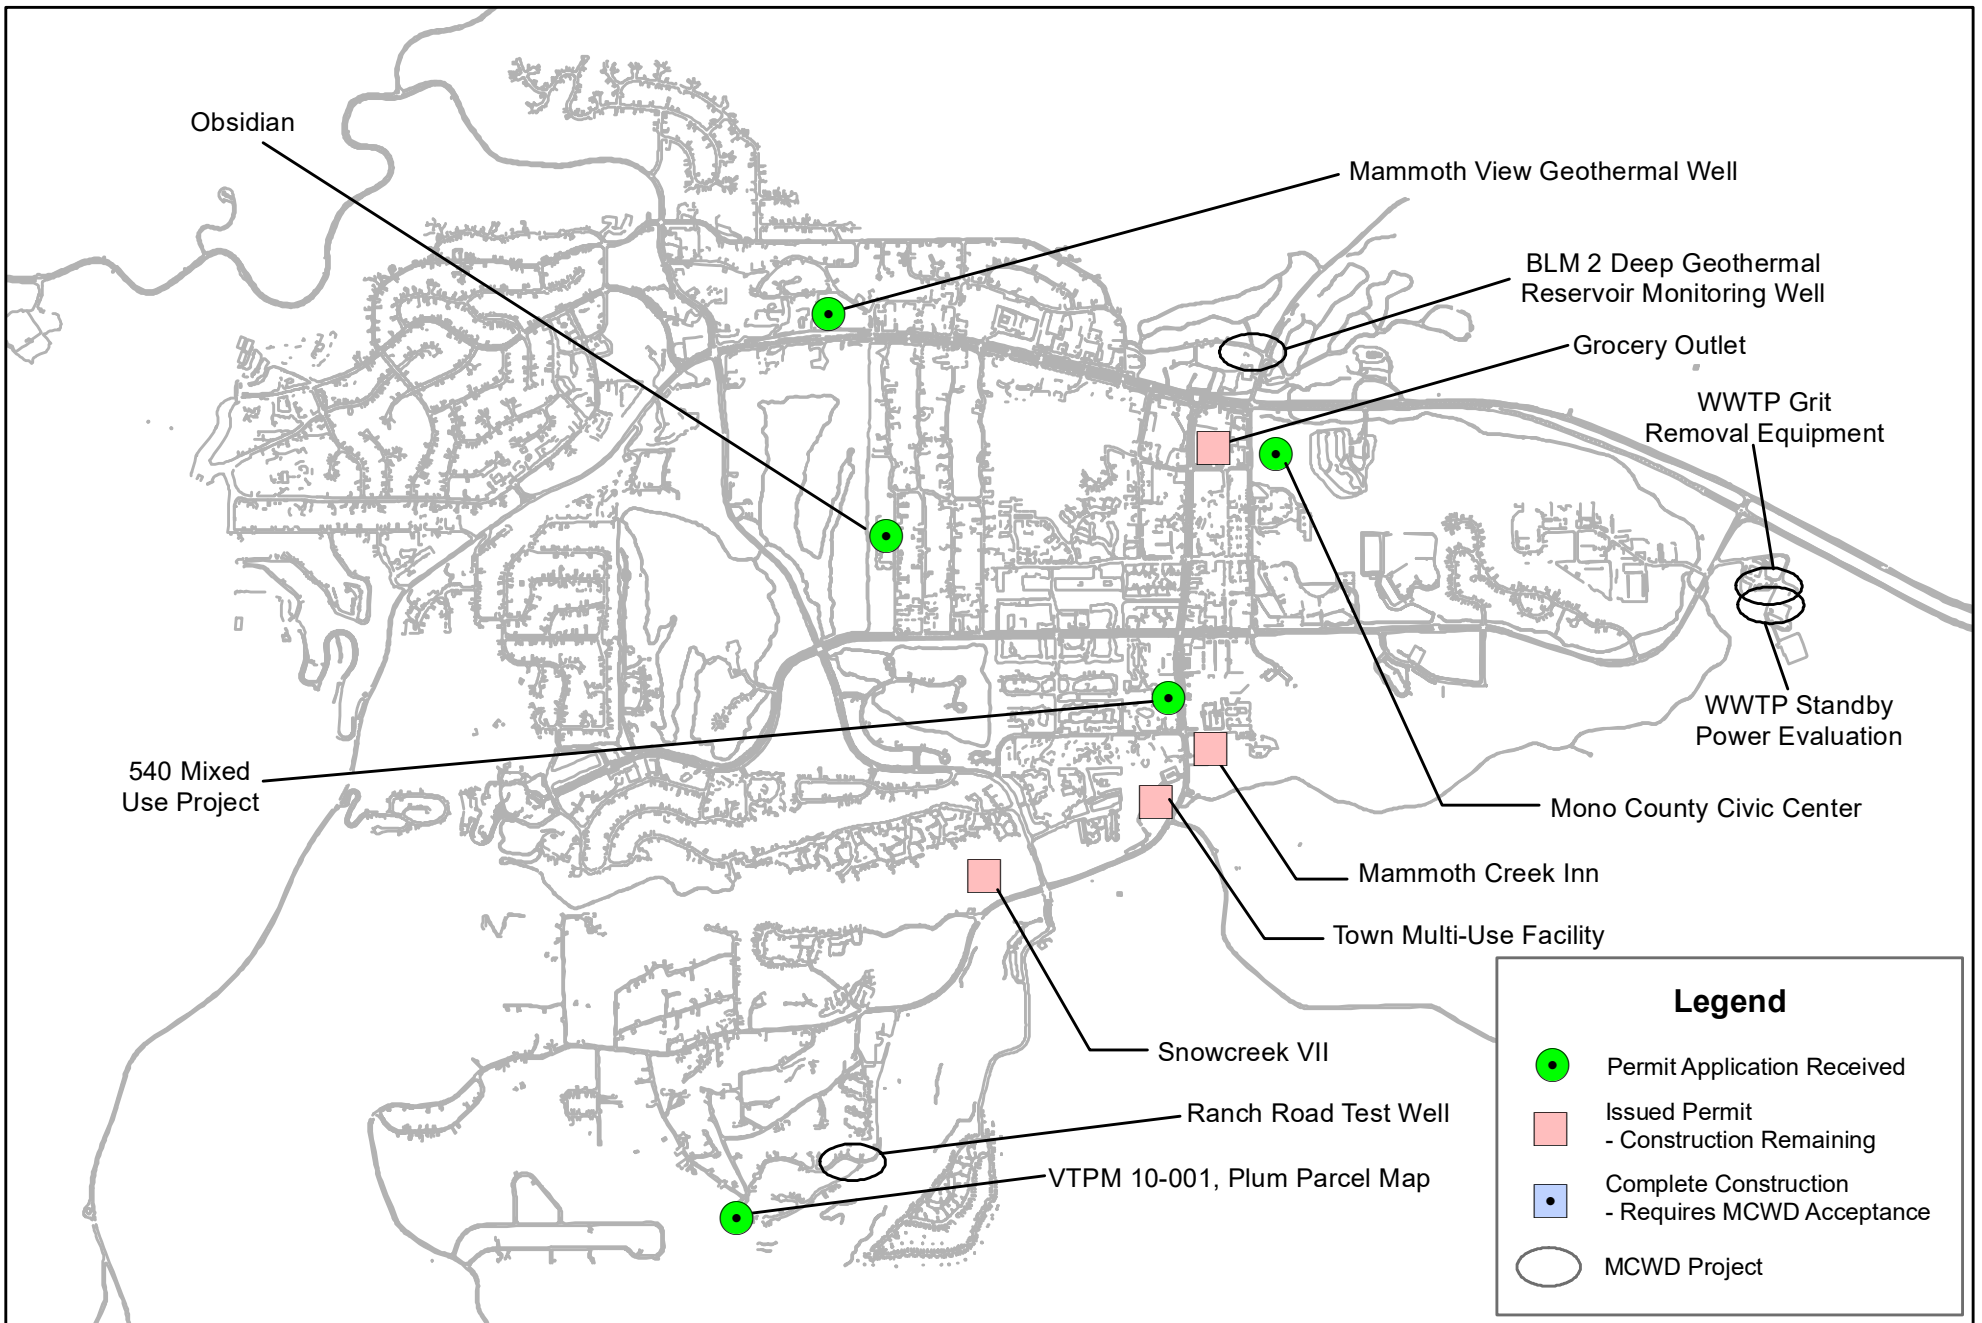 Obsidian
Mammoth View Geothermal Well
BLM 2 Deep Geothermal
Reservoir Monitoring Well
Grocery Outlet
WWTP Grit
Removal Equipment
WWTP Standby
Power Evaluation
540 Mixed
Use Project
Mono County Civic Center
Mammoth Creek Inn
Town Multi-Use Facility
Snowcreek VII
Ranch Road Test Well
VTPM 10-001, Plum Parcel Map
Legend
Permit Application Received
Issued Permit
- Construction Remaining
Complete Construction
- Requires MCWD Acceptance
MCWD Project